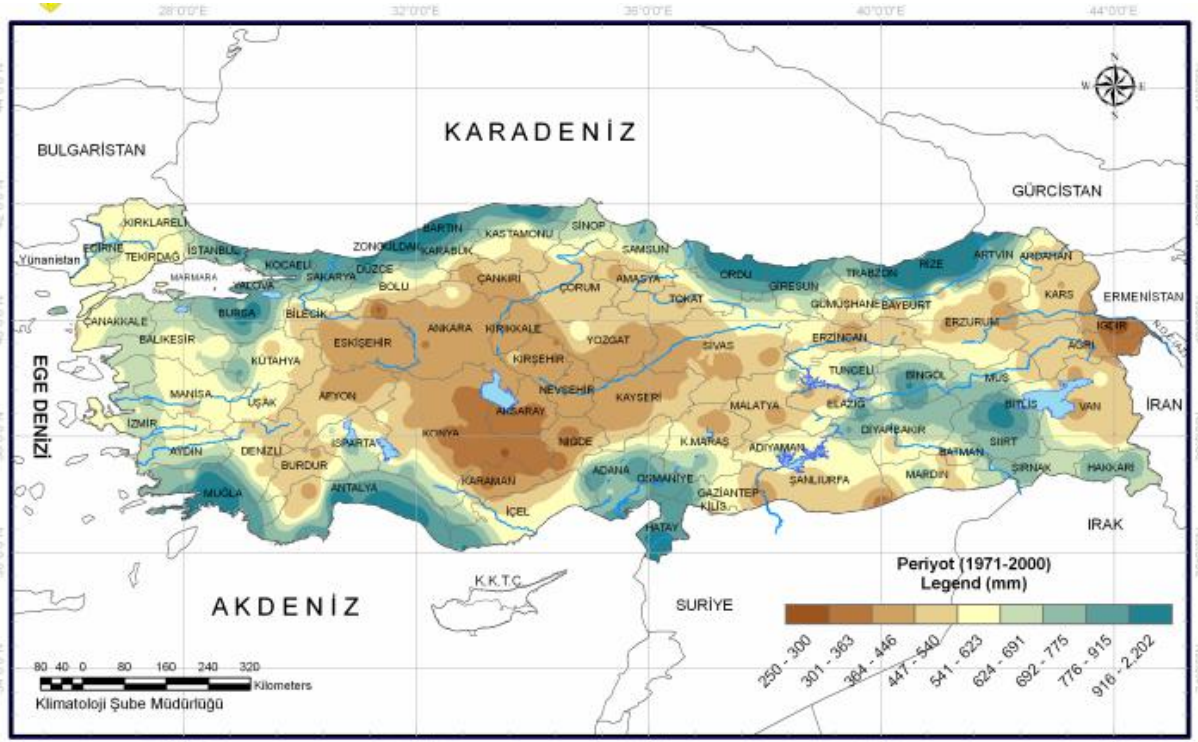 28°0'0"E 32°0'0"E 36°0'0"E 40°0'0"E 44°0'0"E
N
W E
S
KARADENİZ
BULGARİSTAN
GÜRCİSTAN
Yunanistan
ERMENİSTAN
İRAN
IRAK
SURİYE
K.K.T.C
AKDENİZ
EGE DENİZİ
MARMARA
KIRKLARELİ
EDİRNE
TEKİRDAĞ
İSTANBUL
KOCAELİ
YALOVA
SAKARYA
DÜZCE
ZONGULDAK
BARTIN
KARABÜK
BOLU
KASTAMONU
SİNOP
SAMSUN
ÇANKIRI
ÇORUM
AMASYA
TOKAT
ORDU
GİRESUN
TRABZON
RİZE
ARTVİN
ARDAHAN
GÜMÜŞHANE
BAYBURT
KARS
IĞDIR
AĞRI
ERZURUM
ERZİNCAN
ÇANAKKALE
BALIKESİR
BURSA
BİLECİK
ESKİŞEHİR
ANKARA
KIRIKKALE
KIRŞEHİR
YOZGAT
SİVAS
KÜTAHYA
MANİSA
UŞAK
AFYON
İZMİR
AYDIN
DENİZLİ
ISPARTA
BURDUR
MUĞLA
ANTALYA
KONYA
AKSARAY
NEVŞEHİR
KAYSERİ
NİĞDE
KARAMAN
İÇEL
ADANA
OSMANİYE
HATAY
K.MARAŞ
GAZİANTEP
KİLİS
MALATYA
ADIYAMAN
ŞANLIURFA
TUNCELİ
ELAZIĞ
BİNGÖL
MUŞ
BİTLİS
VAN
DİYARBAKIR
BATMAN
SİİRT
MARDİN
ŞIRNAK
HAKKARİ
Periyot (1971-2000)
Legend (mm)
250 - 300
301 - 363
364 - 446
447 - 540
541 - 623
624 - 691
692 - 775
776 - 915
916 - 2,202
80 40 0 80 160 240 320
Kilometers
Klimatoloji Şube Müdürlüğü